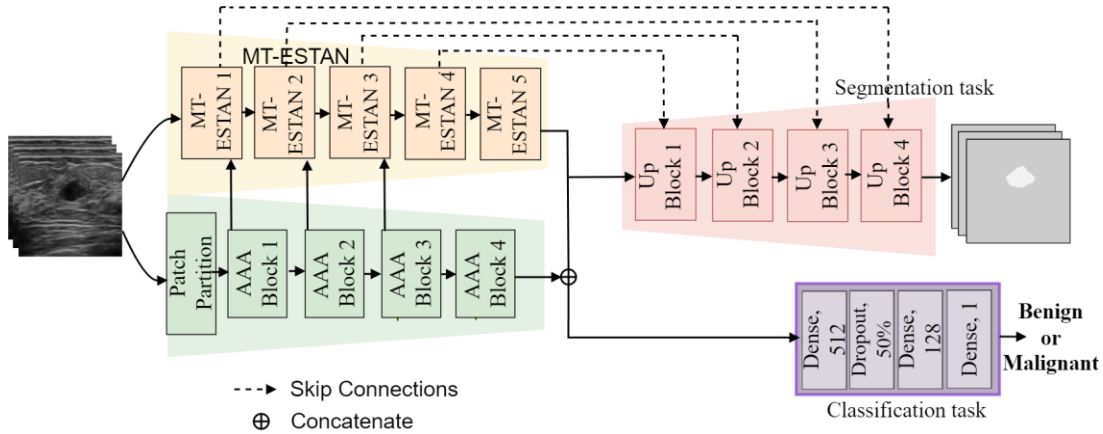 MT-ESTAN
MT-
ESTAN 1
MT-
ESTAN 2
MT-
ESTAN 3
MT-
ESTAN 4
MT-
ESTAN 5
Segmentation task
Up
Block 1
Up
Block 2
Up
Block 3
Up
Block 4
Patch
Partition
AAA
Block 1
AAA
Block 2
AAA
Block 3
AAA
Block 4
Dense,
512
Dropout,
50%
Dense,
128
Dense, 1
Benign
or
Malignant
Classification task
Skip Connections
Concatenate